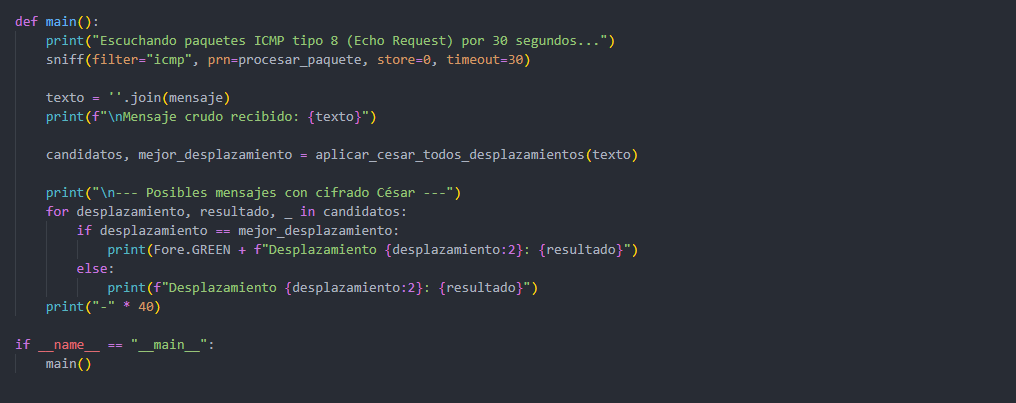 def main():
    print("Escuchando paquetes ICMP tipo 8 (Echo Request) por 30 segundos...")
    sniff(filter="icmp", prn=procesar_paquete, store=0, timeout=30)

    texto = ''.join(mensaje)
    print(f"\nMensaje crudo recibido: {texto}")

    candidatos, mejor_desplazamiento = aplicar_cesar_todos_desplazamientos(texto)

    print("\n--- Posibles mensajes con cifrado César ---")
    for desplazamiento, resultado, _ in candidatos:
        if desplazamiento == mejor_desplazamiento:
            print(Fore.GREEN + f"Desplazamiento {desplazamiento:2}: {resultado}")
        else:
            print(f"Desplazamiento {desplazamiento:2}: {resultado}")
    print("-" * 40)

if __name__ == "__main__":
    main()